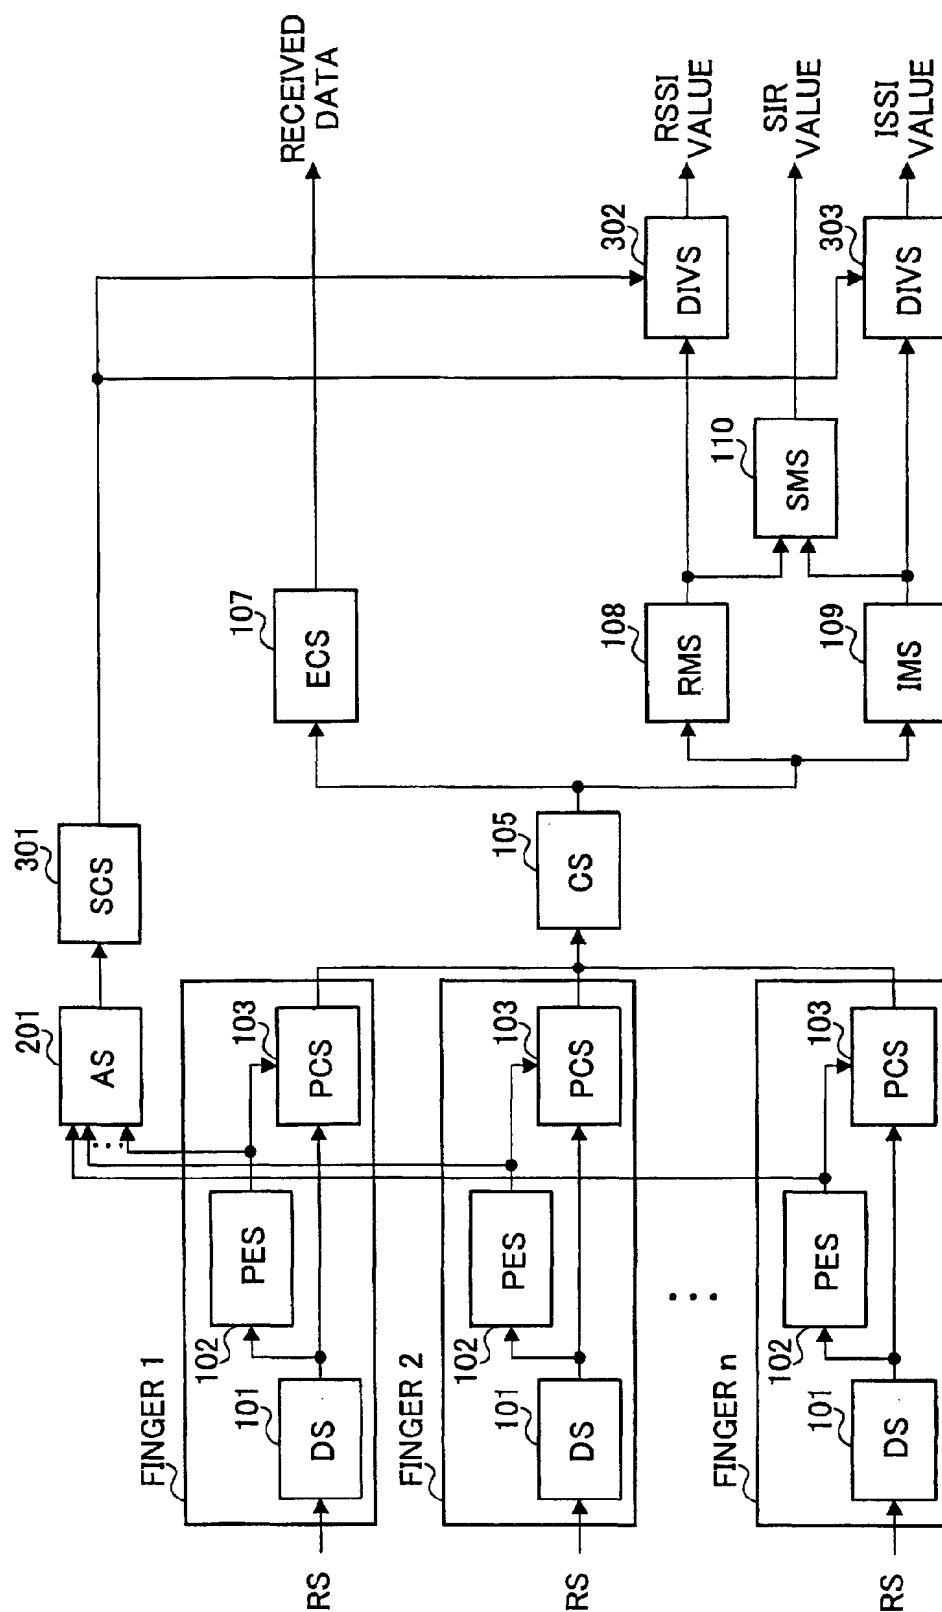 RECEIVED
DATA
RSSI
VALUE
SIR
VALUE
ISSI
VALUE
302
DIVS
303
DIVS
110
SMS
107
ECS
108
RMS
109
IMS
301
SCS
105
CS
201
AS
...
FINGER 1
103
PCS
PES
102
101
DS
RS
FINGER 2
103
PCS
PES
102
101
DS
RS
...
FINGER n
103
PCS
PES
102
101
DS
RS